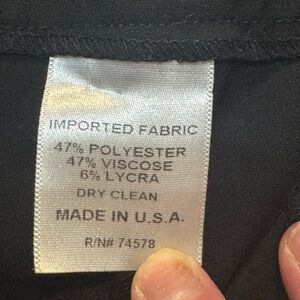 IMPORTED FABRIC
47% POLYESTER
47% VISCOSE
6% LYCRA
DRY CLEAN
MADE IN U.S.A.
R/N# 74578